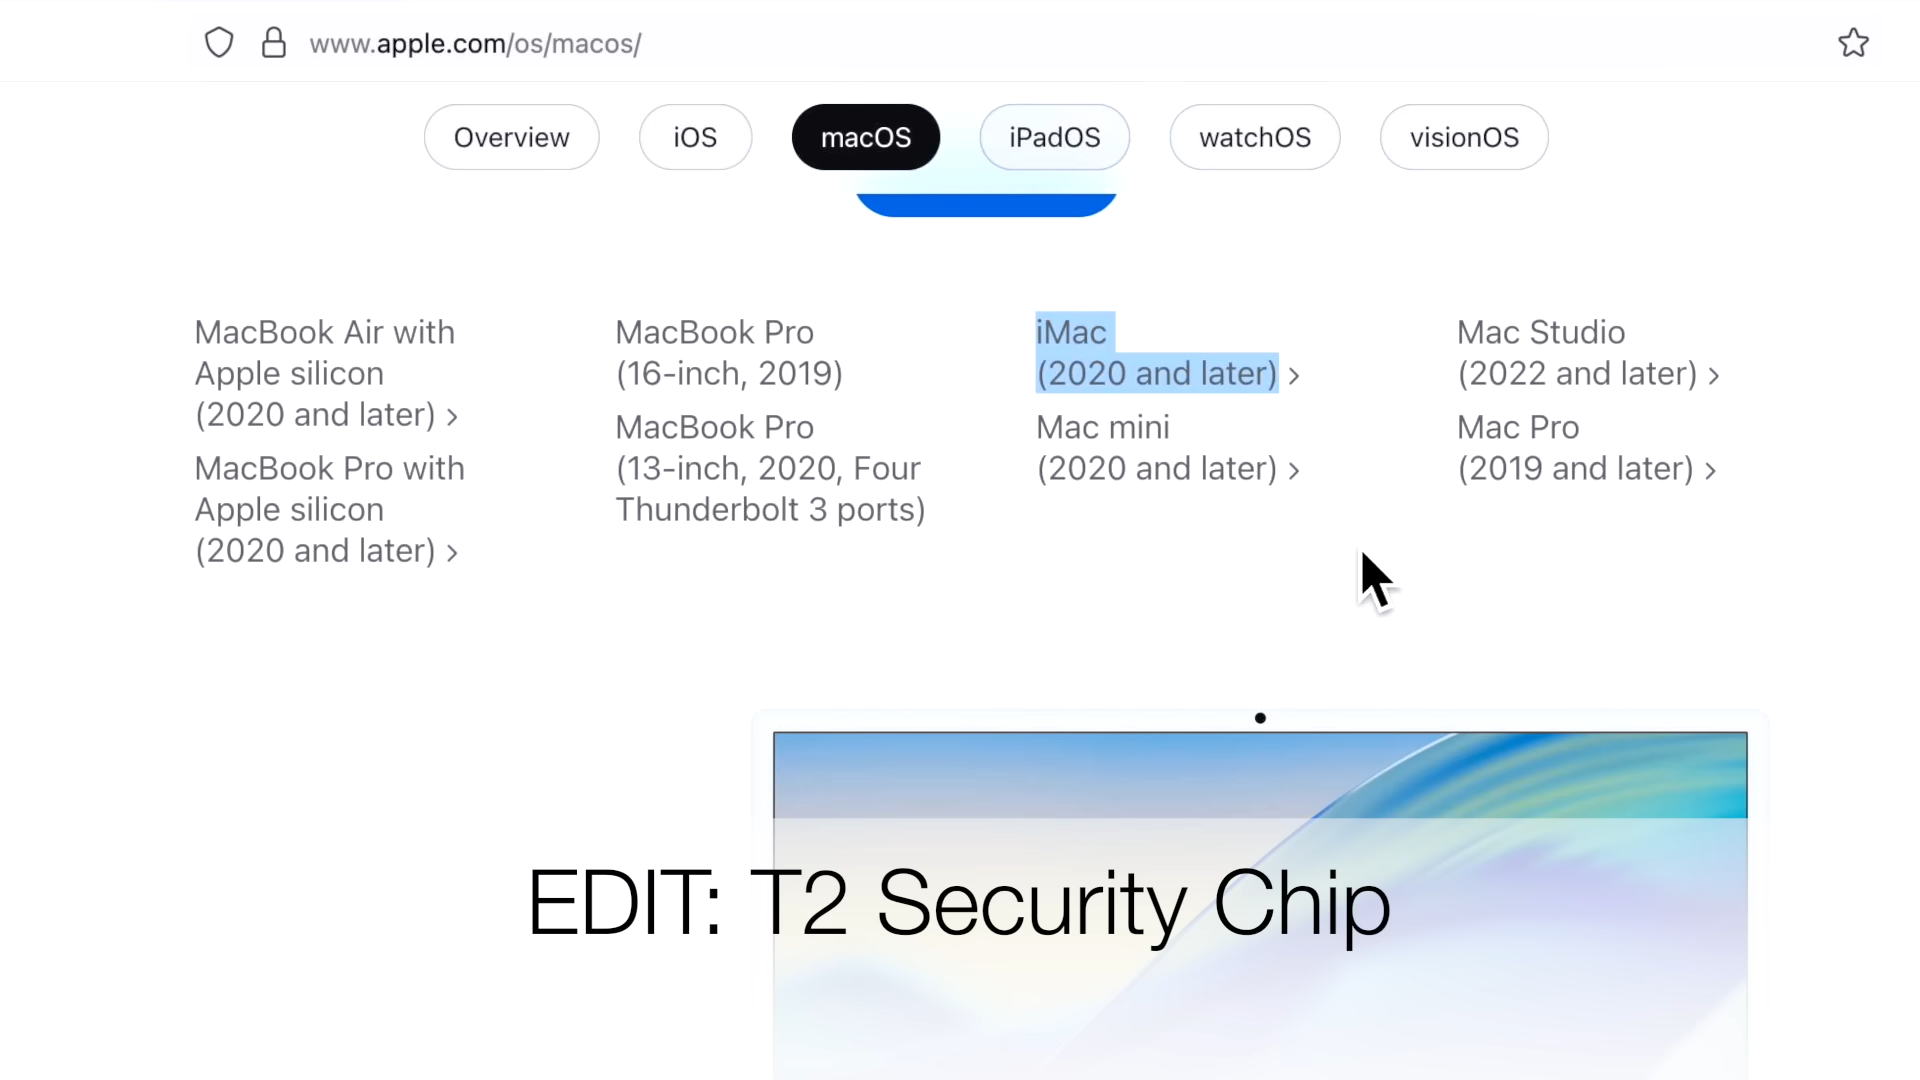 www.apple.com/os/macos/
Overview
iOS
macOS
iPadOS
watchOS
visionOS
MacBook Air with
Apple silicon
(2020 and later) ›
MacBook Pro with
Apple silicon
(2020 and later) ›
MacBook Pro
(16-inch, 2019)
MacBook Pro
(13-inch, 2020, Four
Thunderbolt 3 ports)
iMac
(2020 and later) ›
Mac mini
(2020 and later) ›
Mac Studio
(2022 and later) ›
Mac Pro
(2019 and later) ›
EDIT: T2 Security Chip